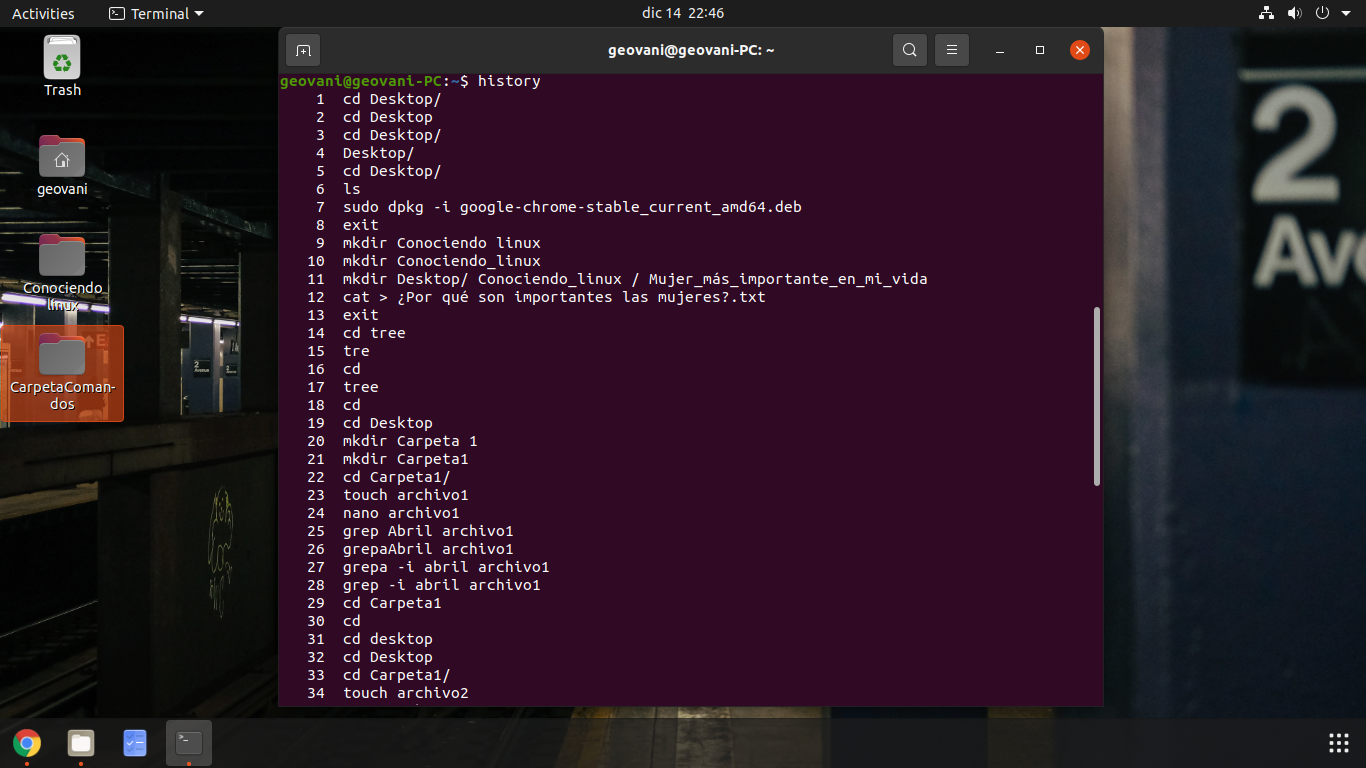 Activities
Terminal
dic 14 22:46
Trash
geovani
Conociendo
linux
CarpetaComan-
dos
geovani@geovani-PC: ~
geovani@geovani-PC:~$ history
1 cd Desktop/
2 cd Desktop
3 cd Desktop/
4 Desktop/
5 cd Desktop/
6 ls
7 sudo dpkg -i google-chrome-stable_current_amd64.deb
8 exit
9 mkdir Conociendo linux
10 mkdir Conociendo_linux
11 mkdir Desktop/ Conociendo_linux / Mujer_más_importante_en_mi_vida
12 cat > ¿Por qué son importantes las mujeres?.txt
13 exit
14 cd tree
15 tre
16 cd
17 tree
18 cd
19 cd Desktop
20 mkdir Carpeta 1
21 mkdir Carpeta1
22 cd Carpeta1/
23 touch archivo1
24 nano archivo1
25 grep Abril archivo1
26 grepaAbril archivo1
27 grepa -i abril archivo1
28 grep -i abril archivo1
29 cd Carpeta1
30 cd
31 cd desktop
32 cd Desktop
33 cd Carpeta1/
34 touch archivo2
2
Ave
E
2
Avenue
2